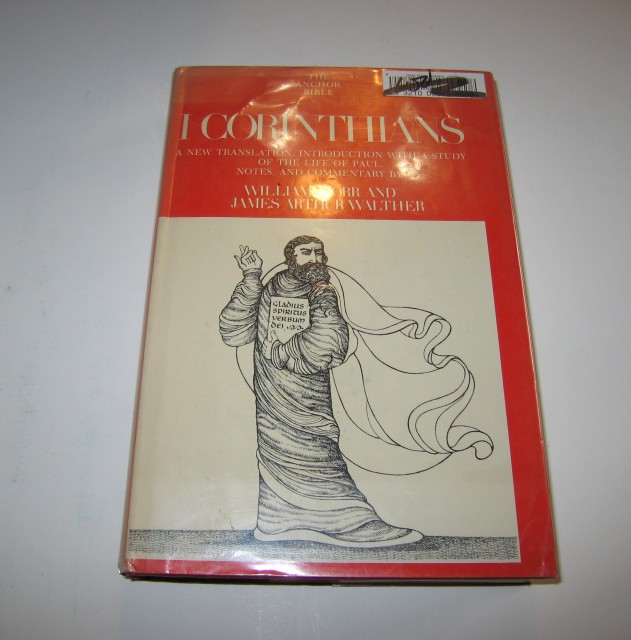 THE
ANCHOR
BIBLE
I CORINTHIANS
A NEW TRANSLATION, INTRODUCTION WITH A STUDY
OF THE LIFE OF PAUL,
NOTES, AND COMMENTARY BY
WILLIAM ORR AND
JAMES ARTHUR WALTHER
GLADIUS
SPIRITUS
VERBUM
DEI